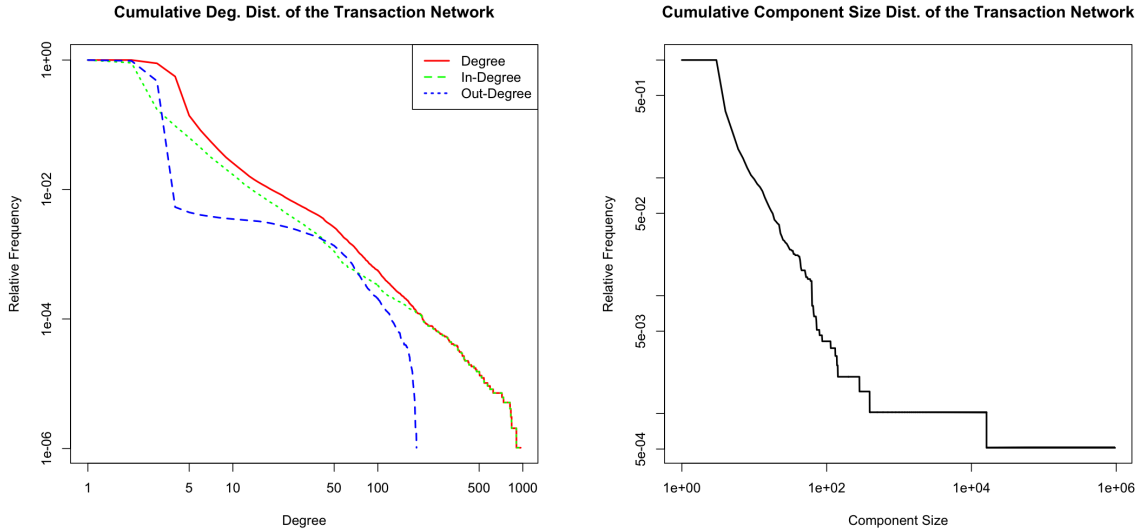 Cumulative Deg. Dist. of the Transaction Network
1e+00
1e-02
1e-04
1e-06
Relative Frequency
Degree
In-Degree
Out-Degree
1
5
10
50
100
500
1000
Degree
Cumulative Component Size Dist. of the Transaction Network
5e-01
5e-02
5e-03
5e-04
Relative Frequency
1e+00
1e+02
1e+04
1e+06
Component Size